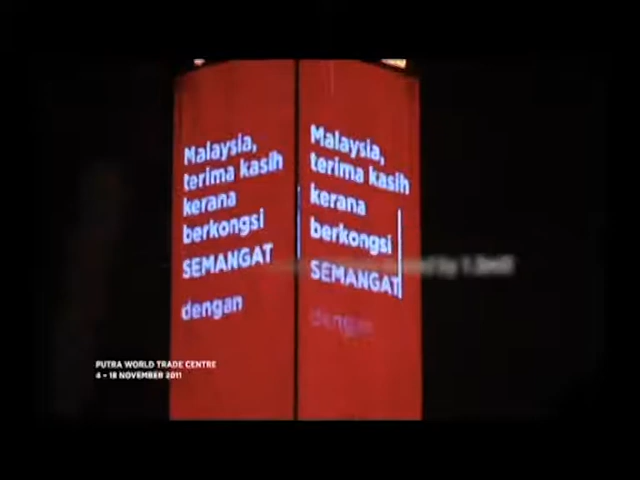 Malaysia,
terima kasih
kerana
berkongsi
SEMANGAT
dengan
Malaysia,
terima kasih
kerana
berkongsi
SEMANGAT
dengan
PUTRA WORLD TRADE CENTRE
4 - 18 NOVEMBER 2011